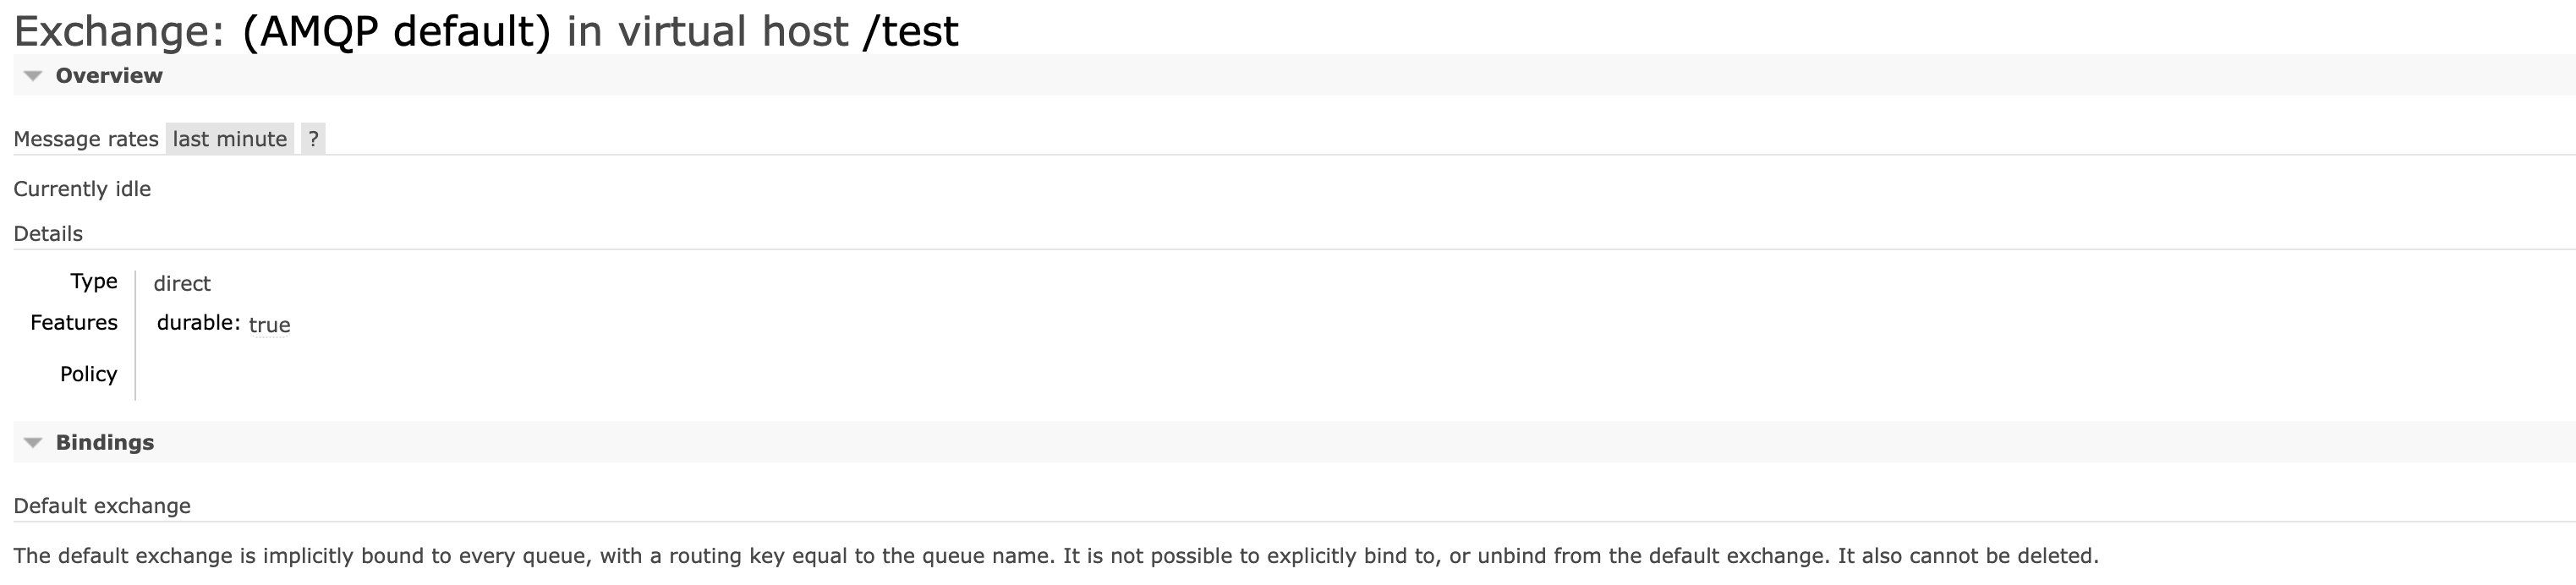 Exchange: (AMQP default) in virtual host /test
Overview
Message rates last minute ?
Currently idle
Details
Type direct
Features durable: true
Policy
Bindings
Default exchange
The default exchange is implicitly bound to every queue, with a routing key equal to the queue name. It is not possible to explicitly bind to, or unbind from the default exchange. It also cannot be deleted.